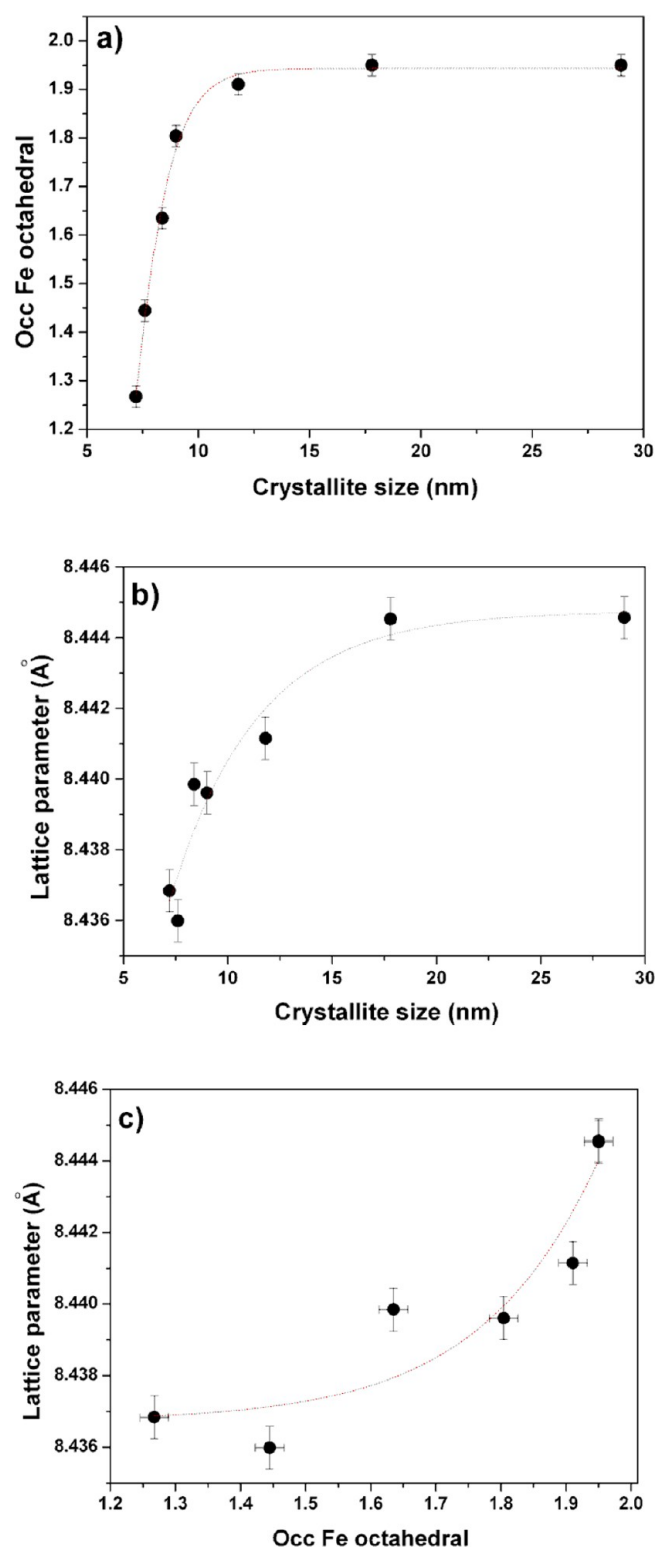 a)
2.05
2.0
1.9
1.8
1.7
1.6
1.5
1.4
1.3
1.2
Occ Fe octahedral
5 10 15 20 25 30
Crystallite size (nm)
b)
8.446
8.444
8.442
8.440
8.438
8.436
Lattice parameter (Å)
5 10 15 20 25 30
Crystallite size (nm)
c)
8.446
8.444
8.442
8.440
8.438
8.436
Lattice parameter (Å)
1.2 1.3 1.4 1.5 1.6 1.7 1.8 1.9 2.0
Occ Fe octahedral